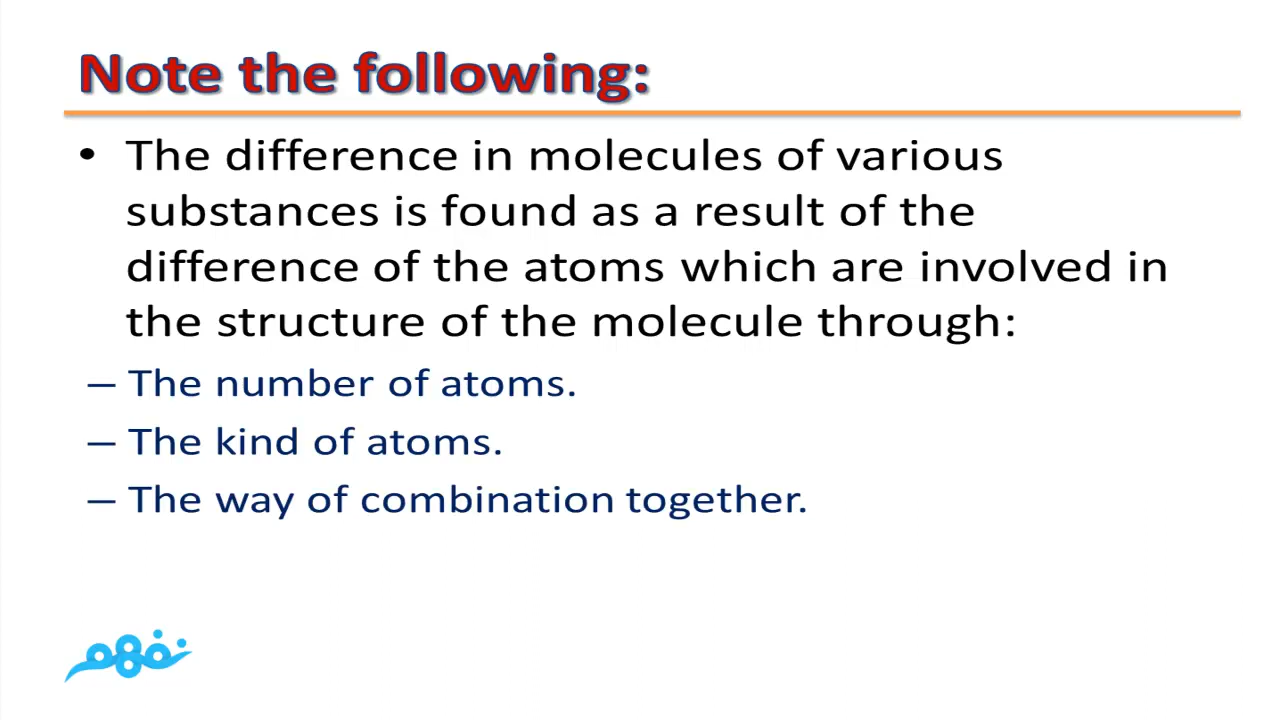 Note the following:
• The difference in molecules of various
substances is found as a result of the
difference of the atoms which are involved in
the structure of the molecule through:
– The number of atoms.
– The kind of atoms.
– The way of combination together.
نفهم